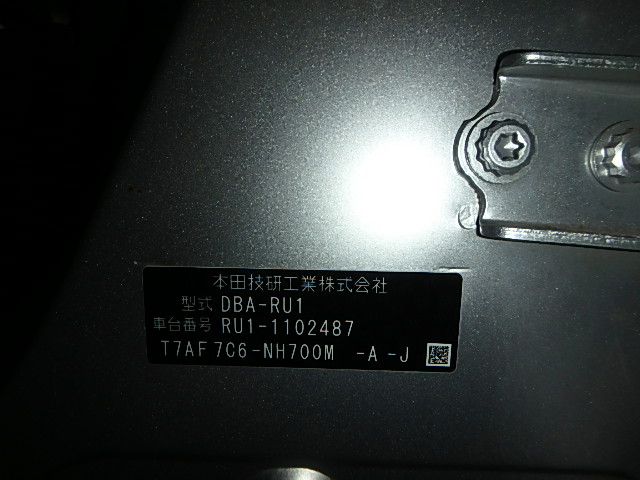 本田技研工業株式会社
型式 DBA-RU1
車台番号 RU1-1102487
T7AF7C6-NH700M -A -J